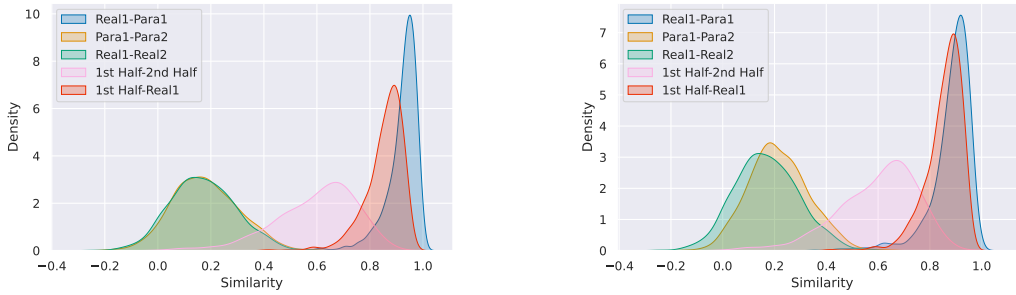 10
8
6
4
2
0
Density
Real1-Para1
Para1-Para2
Real1-Real2
1st Half-2nd Half
1st Half-Real1
−0.4 −0.2 0.0 0.2 0.4 0.6 0.8 1.0
Similarity
7
6
5
4
3
2
1
0
Density
Real1-Para1
Para1-Para2
Real1-Real2
1st Half-2nd Half
1st Half-Real1
−0.4 −0.2 0.0 0.2 0.4 0.6 0.8 1.0
Similarity